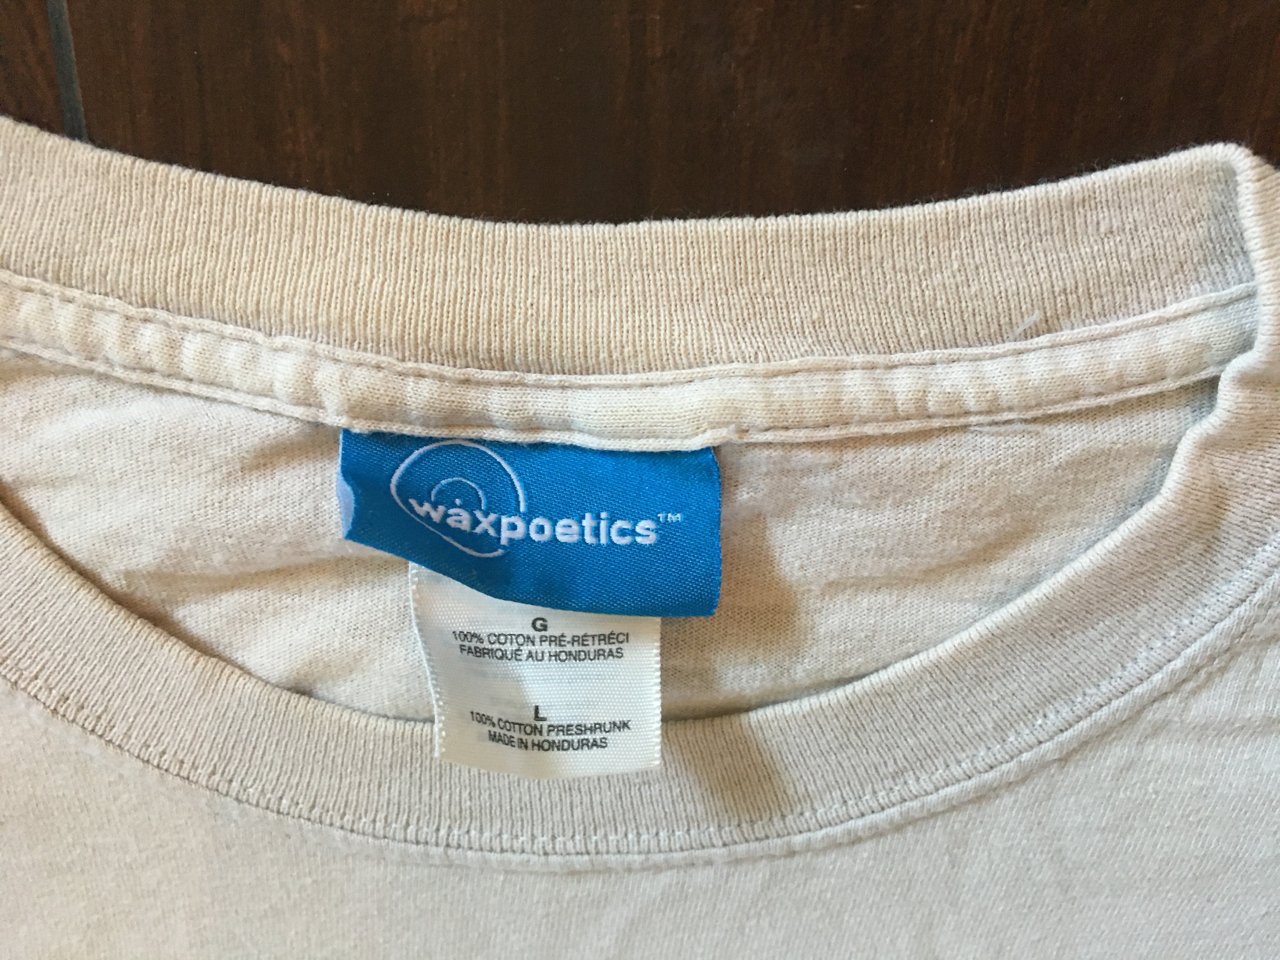 waxpoetics™
G
100% COTON PRÉ-RÉTRÉCI
FABRIQUÉ AU HONDURAS
L
100% COTTON PRESHRUNK
MADE IN HONDURAS